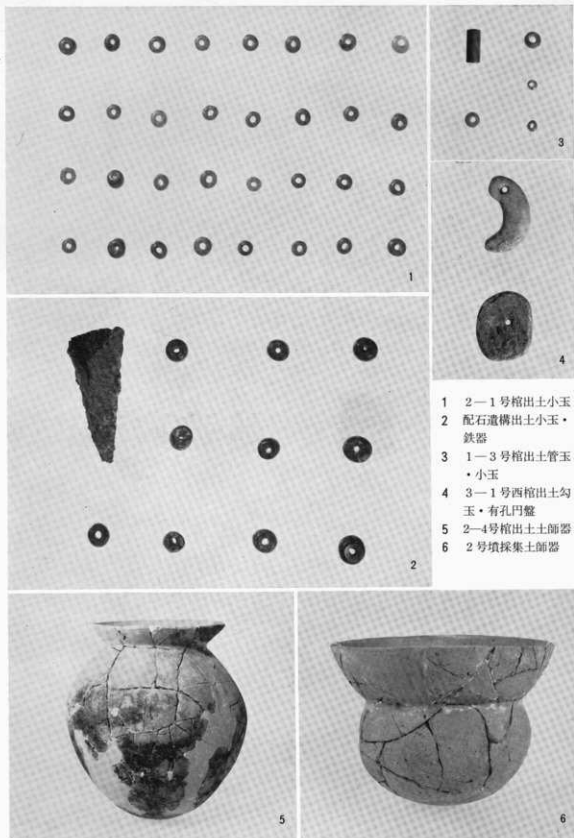 1
3
4
2
1 2―1号棺出土小玉
2 配石遺構出土小玉・
鉄器
3 1―3号棺出土管玉
・小玉
4 3―1号西棺出土勾
玉・有孔円盤
5 2―4号棺出土土師器
6 2号墳採集土師器
5
6